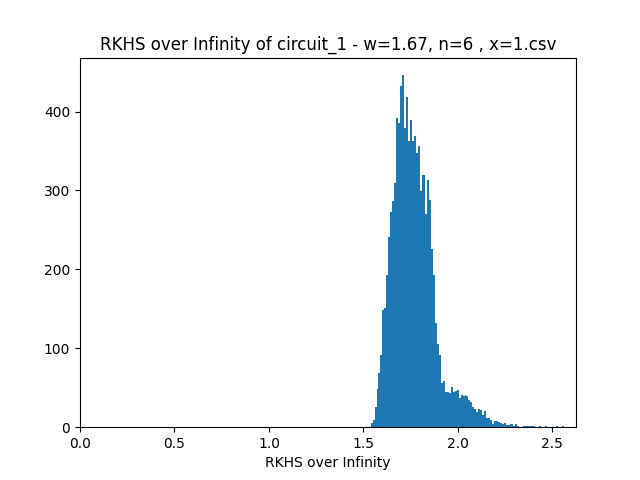 RKHS over Infinity of circuit_1 - w=1.67, n=6 , x=1.csv
400
300
200
100
0
0.0 0.5 1.0 1.5 2.0 2.5
RKHS over Infinity